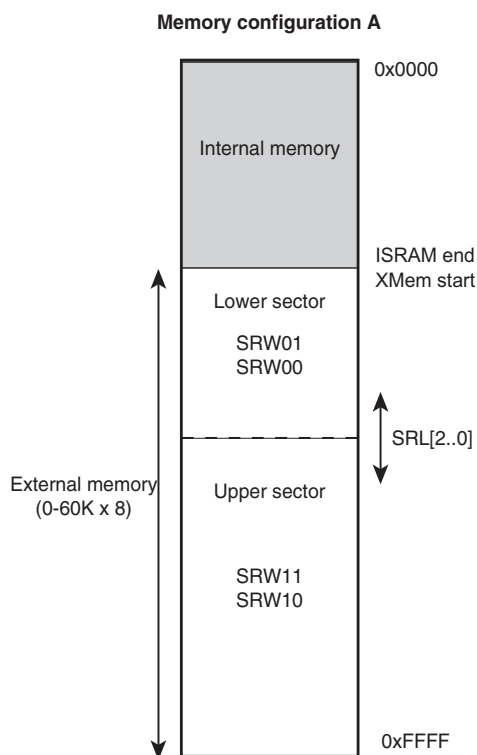 Memory configuration A
0x0000
Internal memory
ISRAM end
XMem start
Lower sector
SRW01
SRW00
SRL[2..0]
External memory
(0-60K x 8)
Upper sector
SRW11
SRW10
0xFFFF